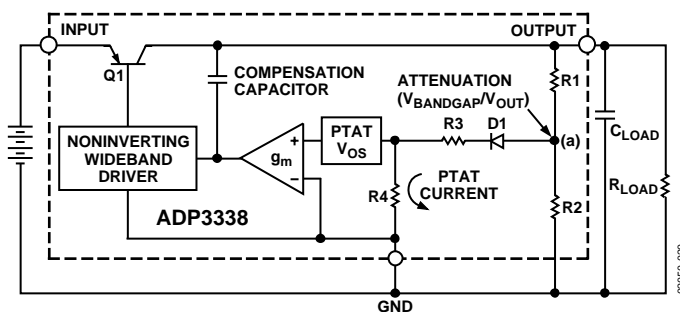 INPUT
OUTPUT
Q1
COMPENSATION
CAPACITOR
ATTENUATION
(VBANDGAP/VOUT)
R1
(a)
CLOAD
RLOAD
NONINVERTING
WIDEBAND
DRIVER
gm
+
−
PTAT
VOS
R3
D1
R4
PTAT
CURRENT
R2
ADP3338
GND